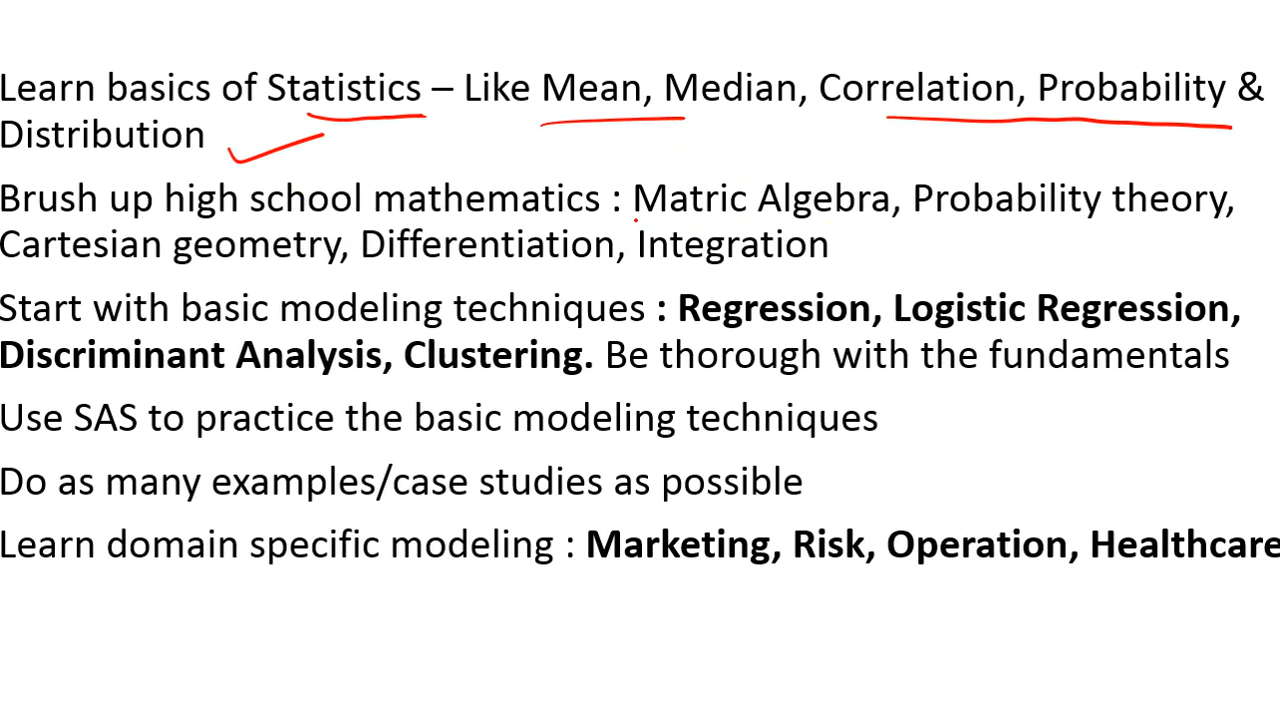 Learn basics of Statistics – Like Mean, Median, Correlation, Probability &
Distribution
Brush up high school mathematics : Matric Algebra, Probability theory,
Cartesian geometry, Differentiation, Integration
Start with basic modeling techniques : Regression, Logistic Regression,
Discriminant Analysis, Clustering. Be thorough with the fundamentals
Use SAS to practice the basic modeling techniques
Do as many examples/case studies as possible
Learn domain specific modeling : Marketing, Risk, Operation, Healthcare